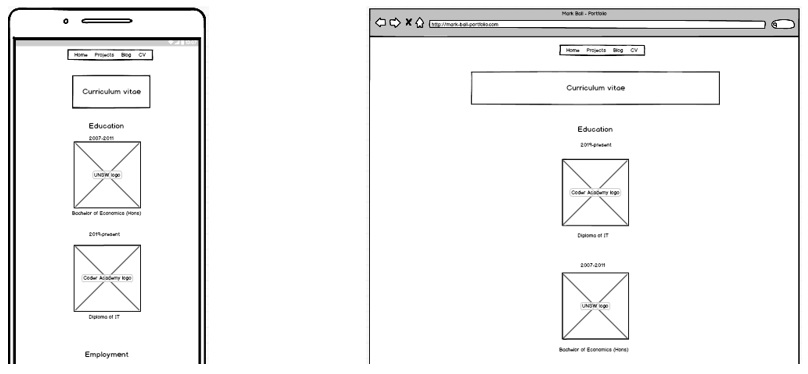 Home Projects Blog CV
Curriculum vitae
Education
2007-2011
UNSW logo
Bachelor of Economics (Hons)
2019-present
Coder Academy logo
Diploma of IT
Employment
Mark Ball - Portfolio
http://mark-ball-portfolio.com
Home Projects Blog CV
Curriculum vitae
Education
2019-present
Coder Academy logo
Diploma of IT
2007-2011
UNSW logo
Bachelor of Economics (Hons)